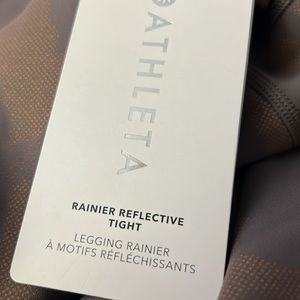 ATHLETA
RAINIER REFLECTIVE
TIGHT
LEGGING RAINIER
À MOTIFS RÉFLÉCHISSANTS